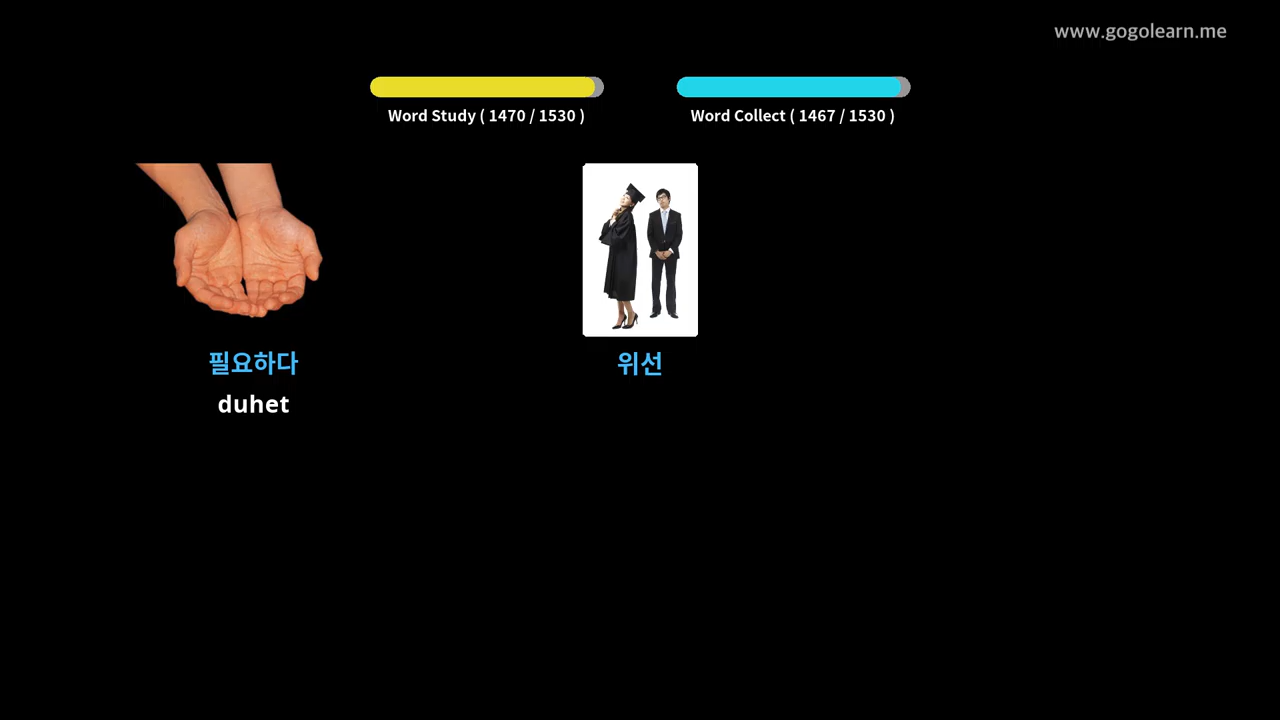 www.gogolearn.me
Word Study ( 1470 / 1530 )
Word Collect ( 1467 / 1530 )
필요하다
위선
duhet